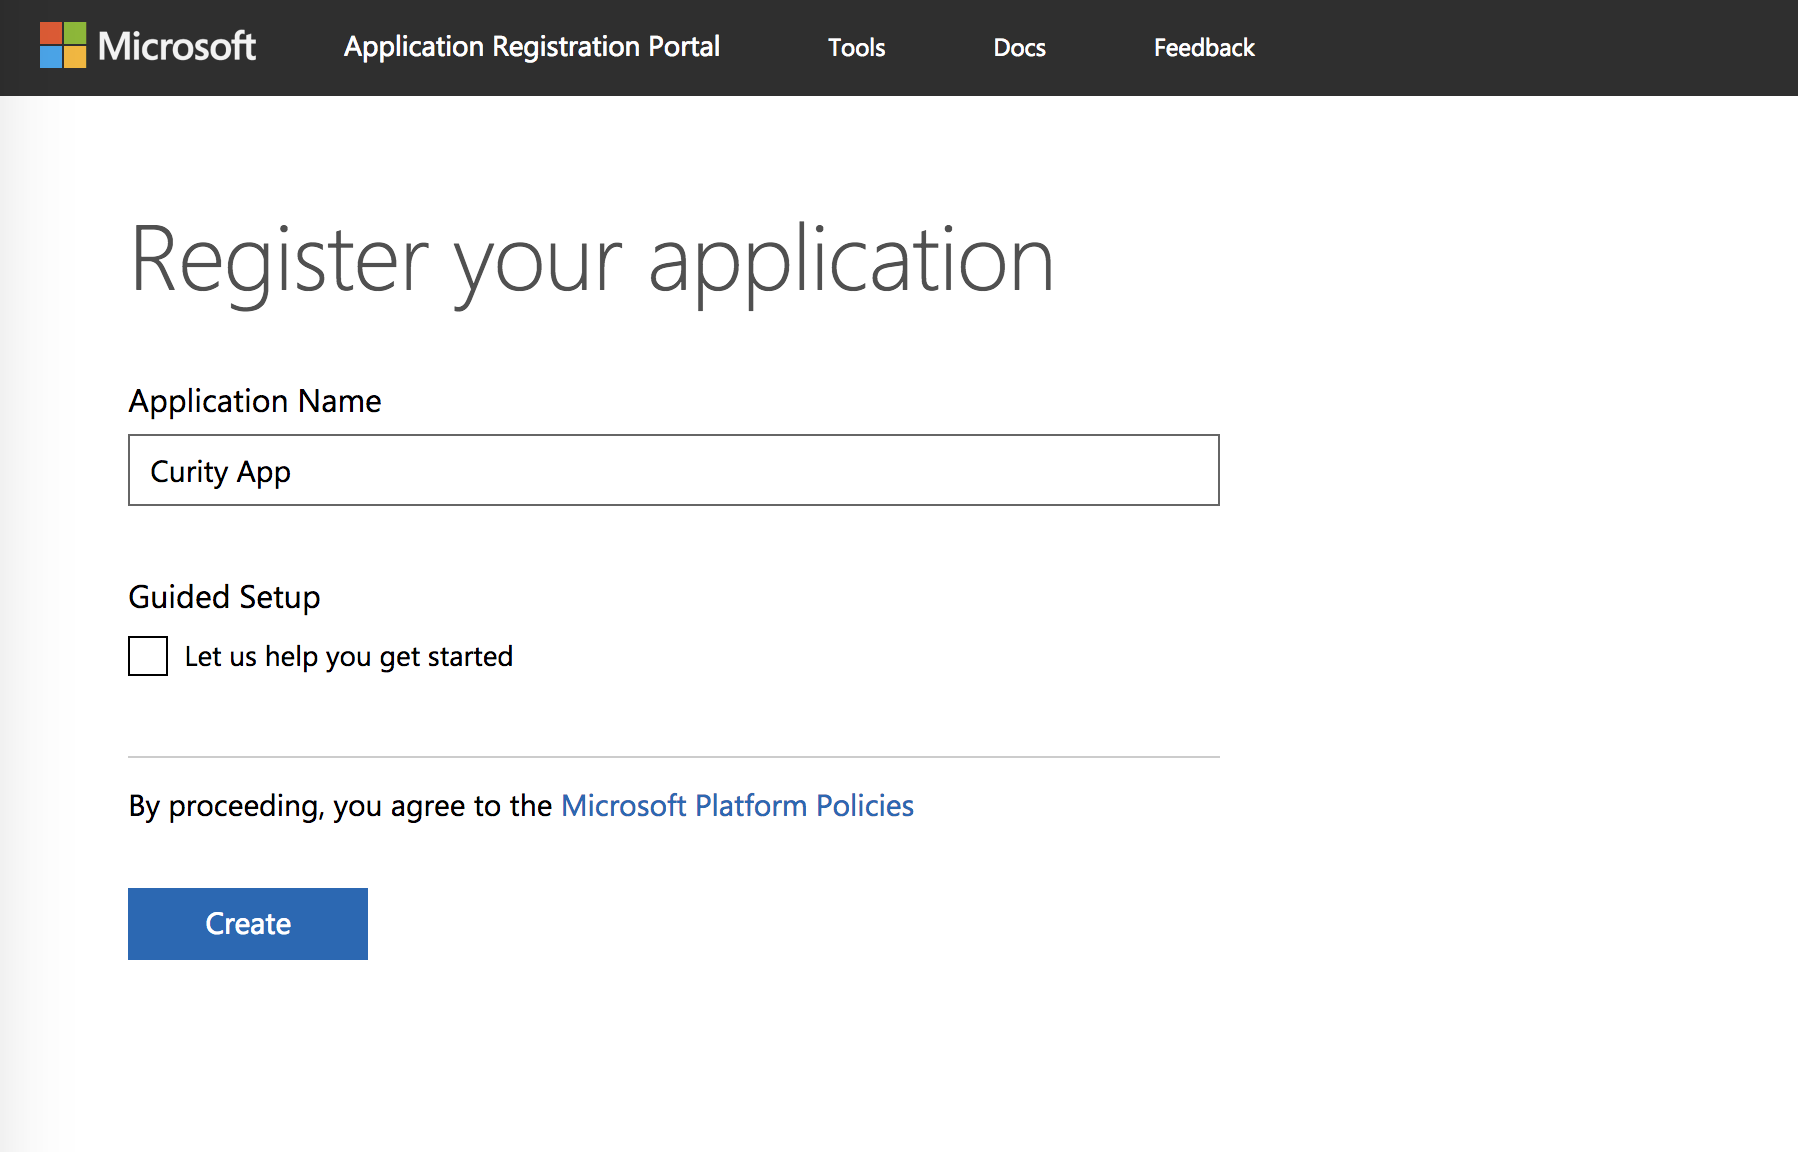 Microsoft Application Registration Portal Tools Docs Feedback
Register your application
Application Name
Curity App
Guided Setup
Let us help you get started
By proceeding, you agree to the Microsoft Platform Policies
Create